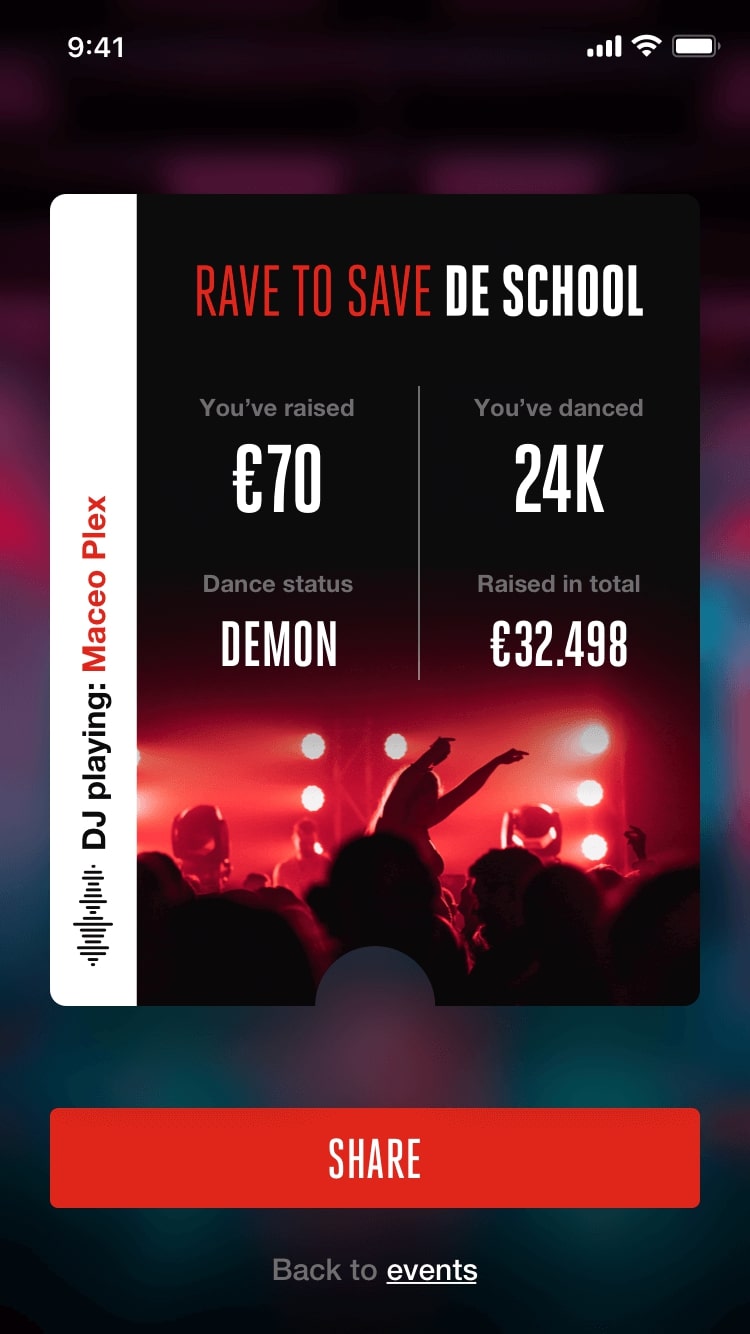 9:41
RAVE TO SAVE DE SCHOOL
You’ve raised
€70
You’ve danced
24K
Dance status
DEMON
Raised in total
€32.498
DJ playing: Maceo Plex
SHARE
Back to events